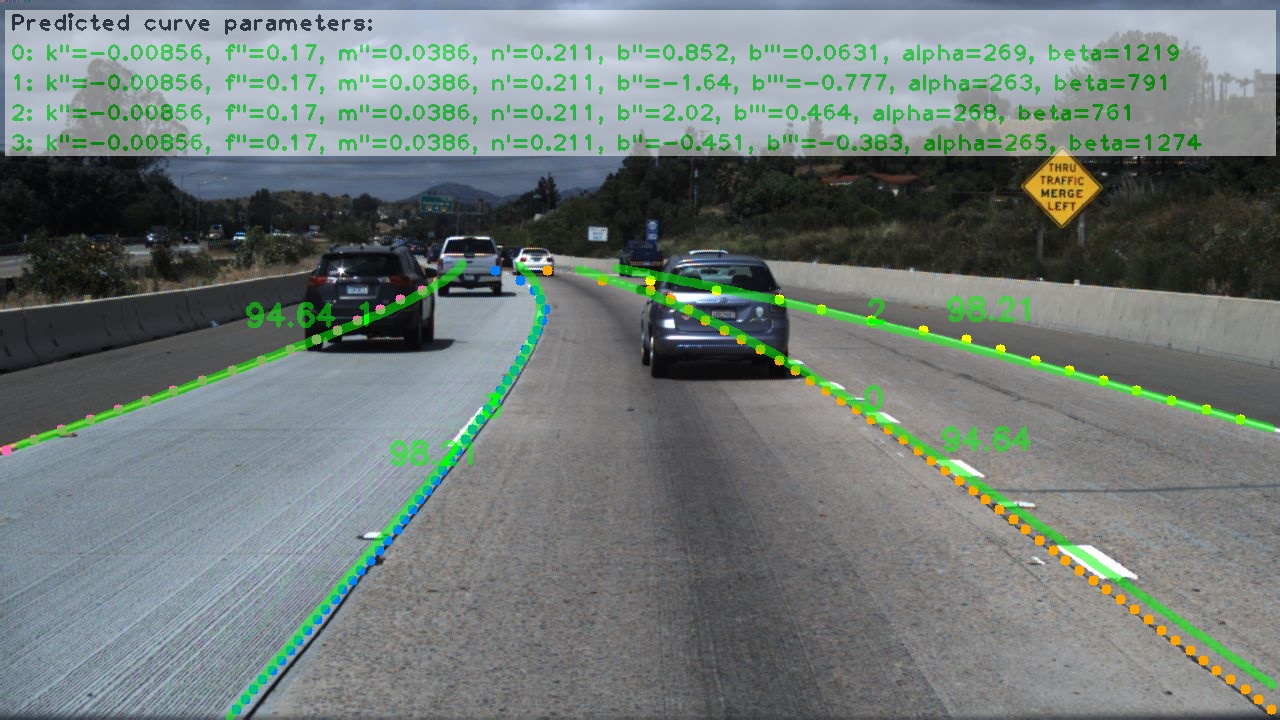 Predicted curve parameters:
0: k''=-0.00856, f''=0.17, m''=0.0386, n'=0.211, b''=0.852, b'''=0.0631, alpha=269, beta=1219
1: k''=-0.00856, f''=0.17, m''=0.0386, n'=0.211, b''=-1.64, b'''=-0.777, alpha=263, beta=791
2: k''=-0.00856, f''=0.17, m''=0.0386, n'=0.211, b''=2.02, b'''=0.464, alpha=268, beta=761
3: k''=-0.00856, f''=0.17, m''=0.0386, n'=0.211, b''=-0.451, b'''=-0.383, alpha=265, beta=1274
THRU
TRAFFIC
MERGE
LEFT
94.64 1
2 98.21
0
94.64
98.21